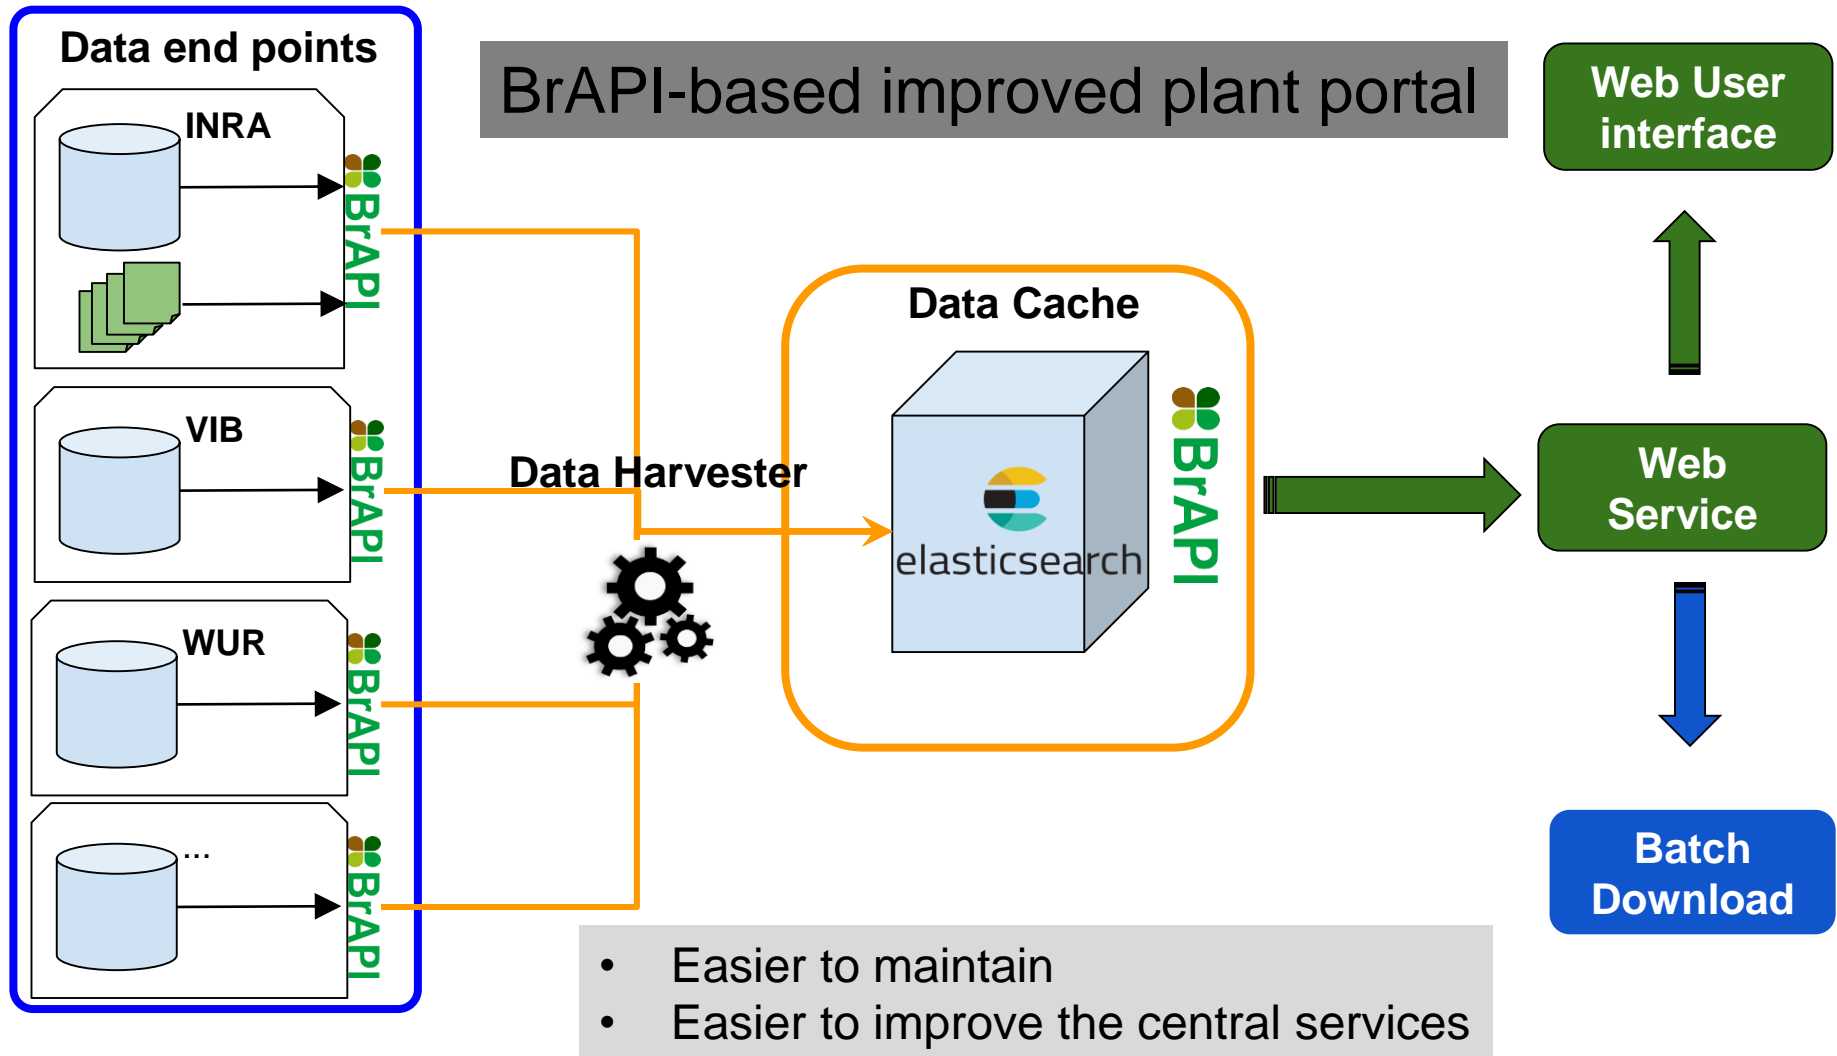 Data end points
BrAPI-based improved plant portal
Web User
interface
INRA
BrAPI
VIB
BrAPI
WUR
BrAPI
...
BrAPI
Data Harvester
Data Cache
elasticsearch
BrAPI
Web
Service
Batch
Download
• Easier to maintain
• Easier to improve the central services